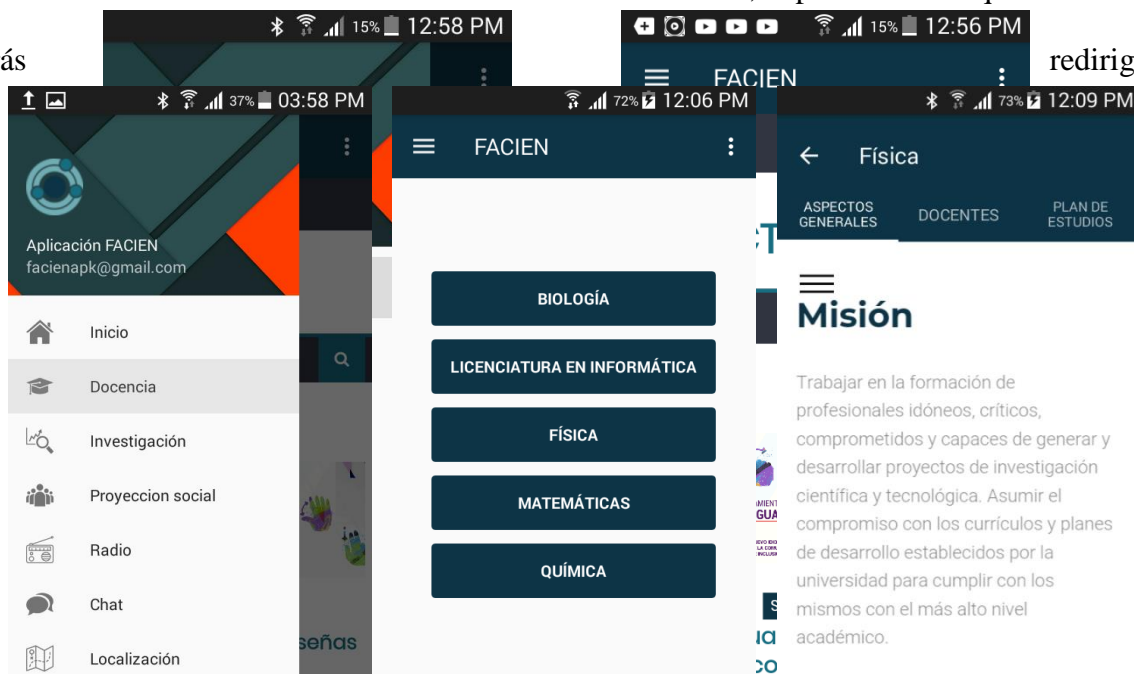 15% 12:58 PM
15% 12:56 PM
ás
redirig
FACIEN
37% 03:58 PM
Aplicación FACIEN
facienapk@gmail.com
Inicio
Docencia
Investigación
Proyeccion social
Radio
Chat
Localización
señas
72% 12:06 PM
FACIEN
BIOLOGÍA
LICENCIATURA EN INFORMÁTICA
FÍSICA
MATEMÁTICAS
QUÍMICA
73% 12:09 PM
Física
ASPECTOS
GENERALES
DOCENTES
PLAN DE
ESTUDIOS
Misión
Trabajar en la formación de
profesionales idóneos, críticos,
comprometidos y capaces de generar y
desarrollar proyectos de investigación
científica y tecnológica. Asumir el
compromiso con los currículos y planes
de desarrollo establecidos por la
universidad para cumplir con los
mismos con el más alto nivel
académico.